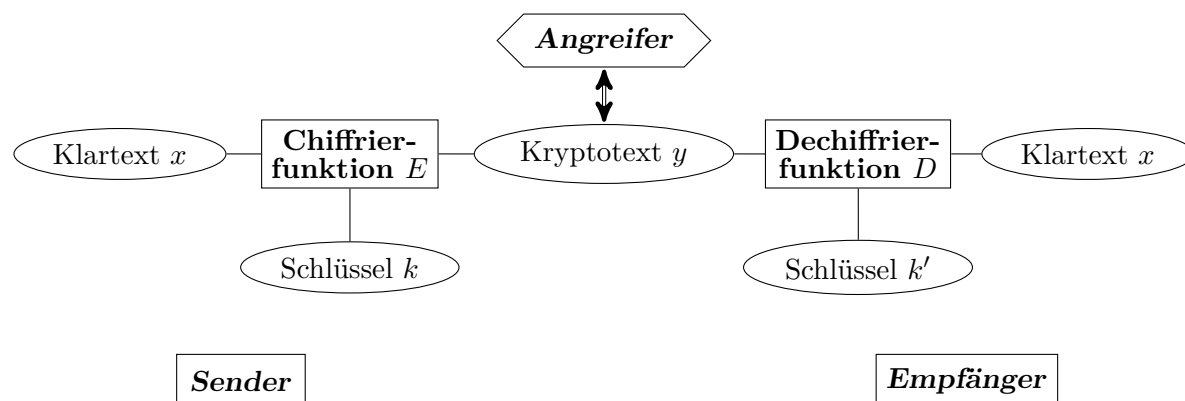 Angreifer
Klartext x
Chiffrier-
funktion E
Kryptotext y
Dechiffrier-
funktion D
Klartext x
Schlüssel k
Schlüssel k′
Sender
Empfänger